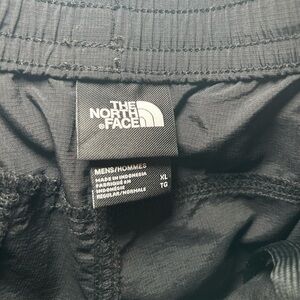 THE
NORTH
FACE
MENS/HOMMES
MADE IN INDONESIA
FABRIQUÉ EN
INDONÉSIE
REGULAR/NORMALE
XL
TG